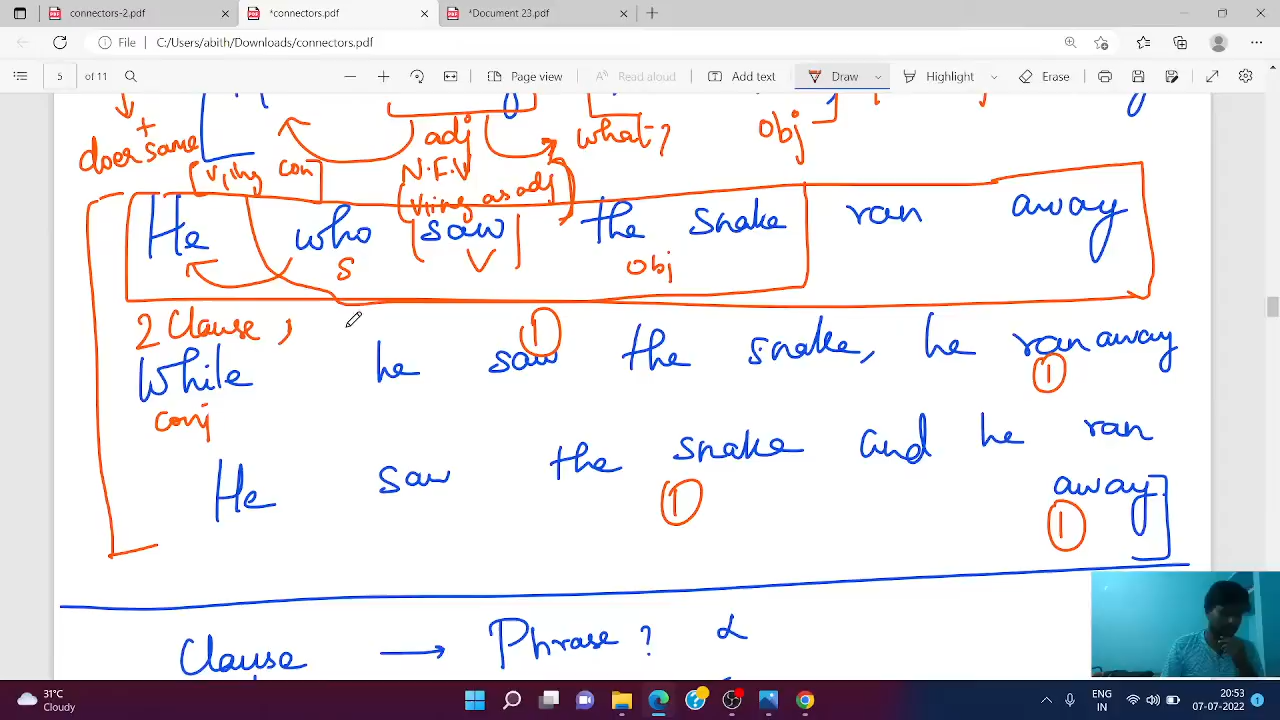 connectors-2.pdf
*connectors.pdf
*Document 23.pdf
File C:/Users/abith/Downloads/connectors.pdf
5 of 11
Page view
Read aloud
Add text
Draw
Highlight
Erase
doer same
+
adj
what?
obj
V1ing con
N.F.V
V1ing as adj
He who saw the snake ran away
S V Obj
2 Clause,
1
While he saw the snake, he ran away
1
conj
He saw the snake and he ran
away
1
1
Clause → Phrase?
31°C
Cloudy
ENG
IN
20:53
07-07-2022